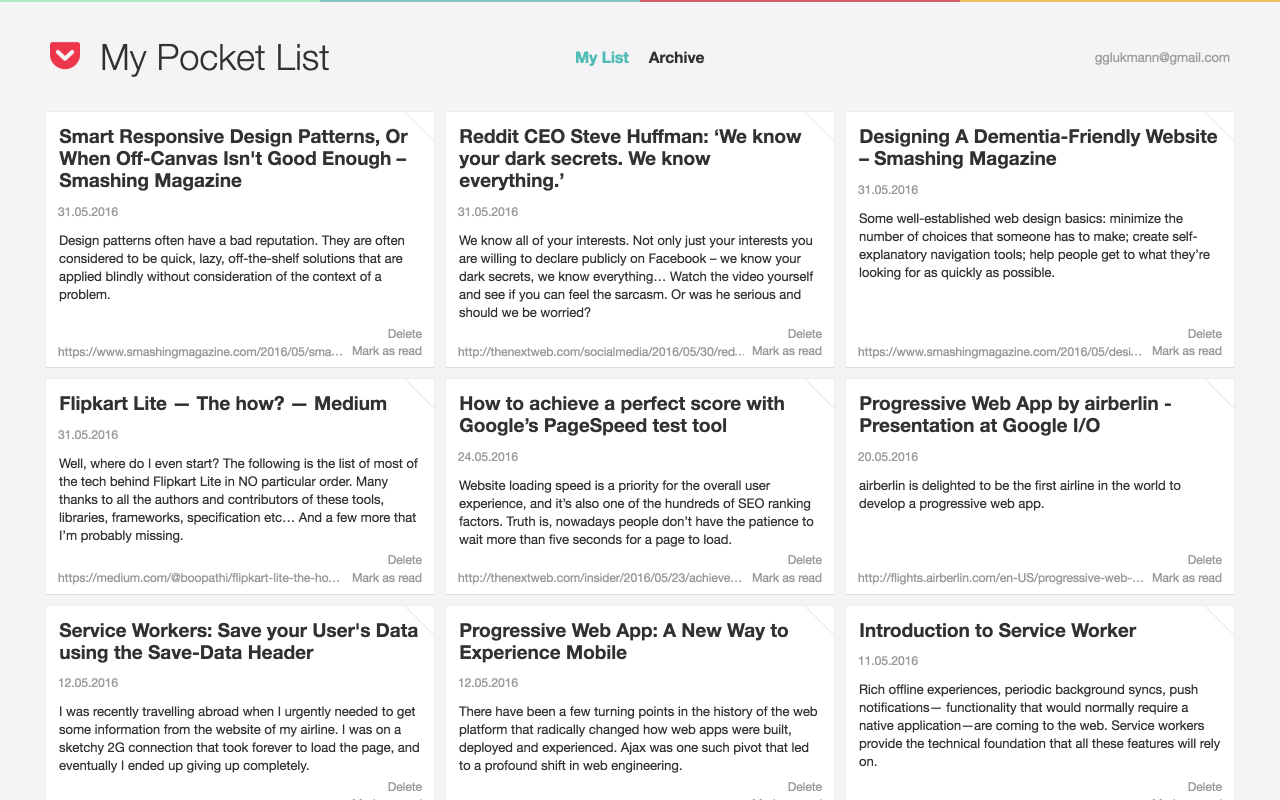 My Pocket List
My List
Archive
gglukmann@gmail.com
Smart Responsive Design Patterns, Or
When Off-Canvas Isn't Good Enough –
Smashing Magazine
31.05.2016
Design patterns often have a bad reputation. They are often
considered to be quick, lazy, off-the-shelf solutions that are
applied blindly without consideration of the context of a
problem.
Delete
https://www.smashingmagazine.com/2016/05/sma…
Mark as read
Reddit CEO Steve Huffman: ‘We know
your dark secrets. We know
everything.’
31.05.2016
We know all of your interests. Not only just your interests you
are willing to declare publicly on Facebook – we know your
dark secrets, we know everything… Watch the video yourself
and see if you can feel the sarcasm. Or was he serious and
should we be worried?
Delete
http://thenextweb.com/socialmedia/2016/05/30/red…
Mark as read
Designing A Dementia-Friendly Website
– Smashing Magazine
31.05.2016
Some well-established web design basics: minimize the
number of choices that someone has to make; create self-
explanatory navigation tools; help people get to what they’re
looking for as quickly as possible.
Delete
https://www.smashingmagazine.com/2016/05/desi…
Mark as read
Flipkart Lite — The how? — Medium
31.05.2016
Well, where do I even start? The following is the list of most of
the tech behind Flipkart Lite in NO particular order. Many
thanks to all the authors and contributors of these tools,
libraries, frameworks, specification etc… And a few more that
I’m probably missing.
Delete
https://medium.com/@boopathi/flipkart-lite-the-ho…
Mark as read
How to achieve a perfect score with
Google’s PageSpeed test tool
24.05.2016
Website loading speed is a priority for the overall user
experience, and it’s also one of the hundreds of SEO ranking
factors. Truth is, nowadays people don’t have the patience to
wait more than five seconds for a page to load.
Delete
http://thenextweb.com/insider/2016/05/23/achieve…
Mark as read
Progressive Web App by airberlin -
Presentation at Google I/O
20.05.2016
airberlin is delighted to be the first airline in the world to
develop a progressive web app.
Delete
http://flights.airberlin.com/en-US/progressive-web-…
Mark as read
Service Workers: Save your User's Data
using the Save-Data Header
12.05.2016
I was recently travelling abroad when I urgently needed to get
some information from the website of my airline. I was on a
sketchy 2G connection that took forever to load the page, and
eventually I ended up giving up completely.
Delete
Progressive Web App: A New Way to
Experience Mobile
12.05.2016
There have been a few turning points in the history of the web
platform that radically changed how web apps were built,
deployed and experienced. Ajax was one such pivot that led
to a profound shift in web engineering.
Delete
Introduction to Service Worker
11.05.2016
Rich offline experiences, periodic background syncs, push
notifications— functionality that would normally require a
native application—are coming to the web. Service workers
provide the technical foundation that all these features will rely
on.
Delete